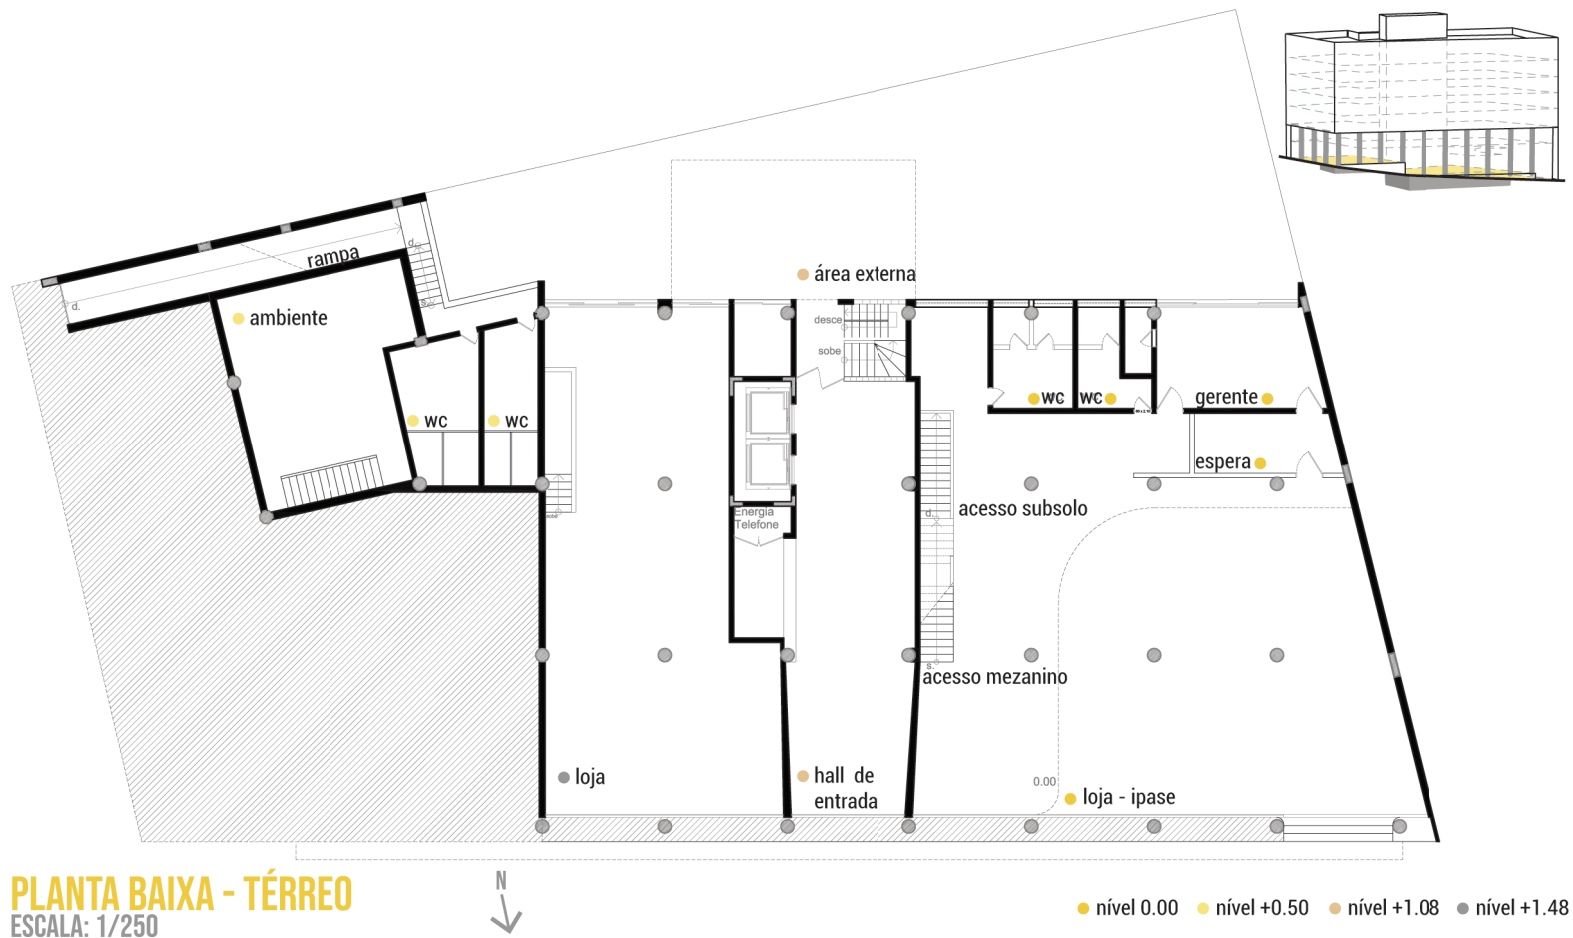 rampa
d.
d.
s.
ambiente
área externa
desce
sobe
wc
wc
wc
wc
gerente
espera
Energia
Telefone
d.
acesso subsolo
s.
acesso mezanino
loja
hall de
entrada
0.00
loja - ipase
PLANTA BAIXA - TÉRREO
ESCALA: 1/250
N
nível 0.00
nível +0.50
nível +1.08
nível +1.48